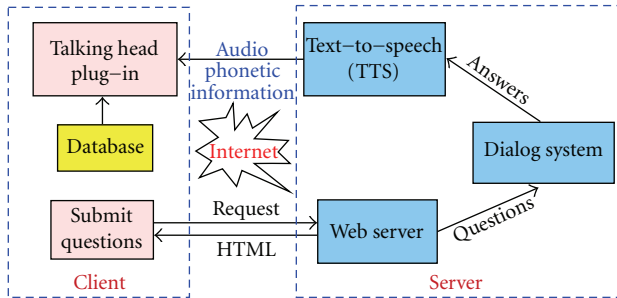 Talking head
plug−in
Audio
phonetic
information
Text−to−speech
(TTS)
Answers
Database
Internet
Dialog system
Submit
questions
Request
HTML
Web server
Questions
Client
Server